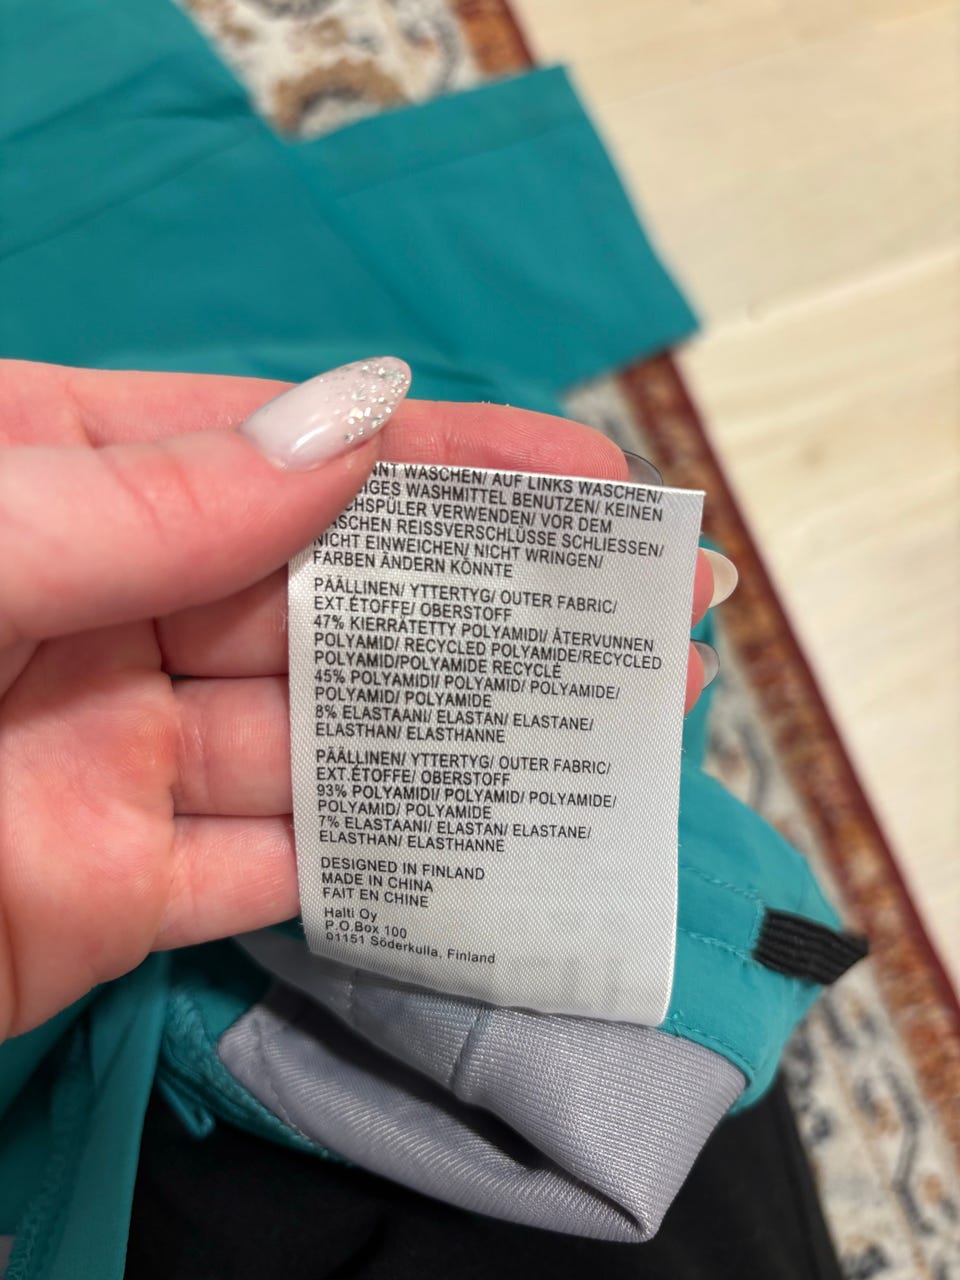 WASCHEN/ AUF LINKS WASCHEN/
WASHMITTEL BENUTZEN/ KEINEN
VERWENDEN/ VOR DEM
REISSVERSCHLÜSSE SCHLIESSEN/
NICHT EINWEICHEN/ NICHT WRINGEN/
FARBEN ÄNDERN KÖNNTE
PÄÄLLINEN/ YTTERTYG/ OUTER FABRIC/
EXT.ÉTOFFE/ OBERSTOFF
47% KIERRÄTETTY POLYAMIDI/ ÅTERVUNNEN
POLYAMID/ RECYCLED POLYAMIDE/RECYCLED
POLYAMID/POLYAMIDE RECYCLÉ
45% POLYAMIDI/ POLYAMID/ POLYAMIDE/
POLYAMID/ POLYAMIDE
8% ELASTAANI/ ELASTAN/ ELASTANE/
ELASTHAN/ ELASTHANNE
PÄÄLLINEN/ YTTERTYG/ OUTER FABRIC/
EXT.ÉTOFFE/ OBERSTOFF
93% POLYAMIDI/ POLYAMID/ POLYAMIDE/
POLYAMID/ POLYAMIDE
7% ELASTAANI/ ELASTAN/ ELASTANE/
ELASTHAN/ ELASTHANNE
DESIGNED IN FINLAND
MADE IN CHINA
FAIT EN CHINE
Halti Oy
P.O.Box 100
01151 Söderkulla, Finland